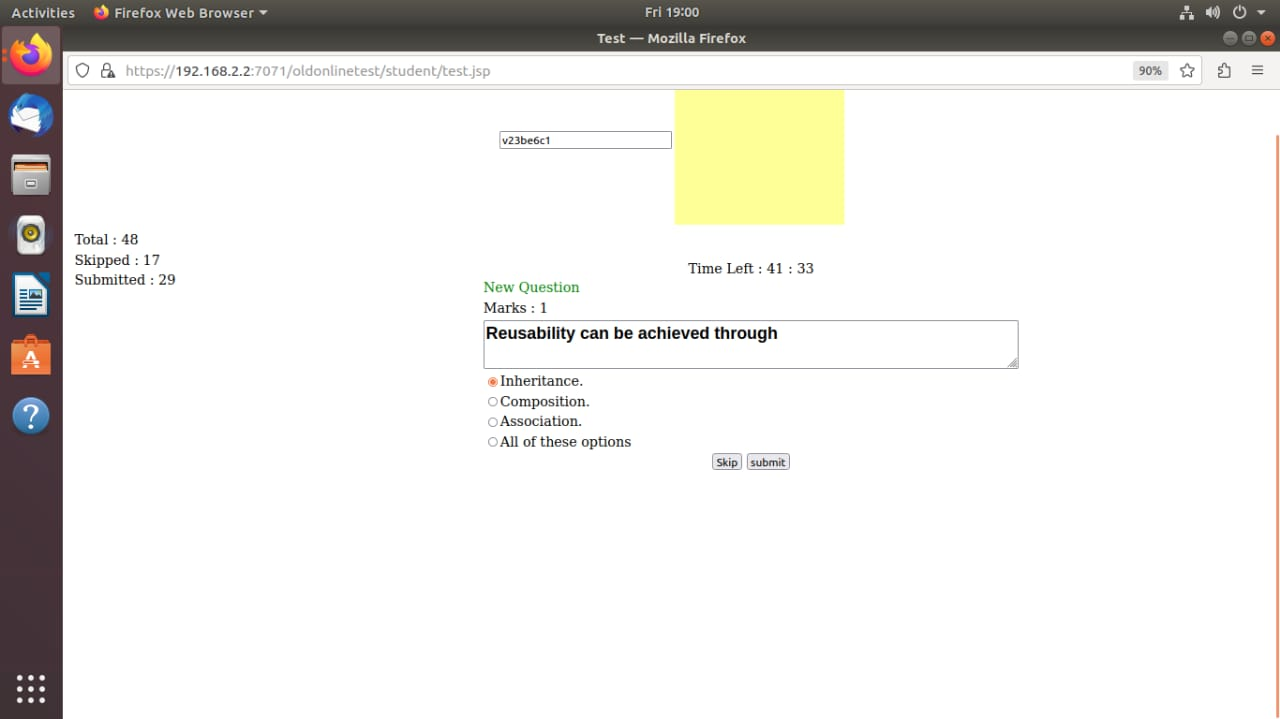 Activities
Firefox Web Browser
Fri 19:00
Test — Mozilla Firefox
https://192.168.2.2:7071/oldonlinetest/student/test.jsp
90%
v23be6c1
Total : 48
Skipped : 17
Submitted : 29
Time Left : 41 : 33
New Question
Marks : 1
Reusability can be achieved through
Inheritance.
Composition.
Association.
All of these options
Skip submit